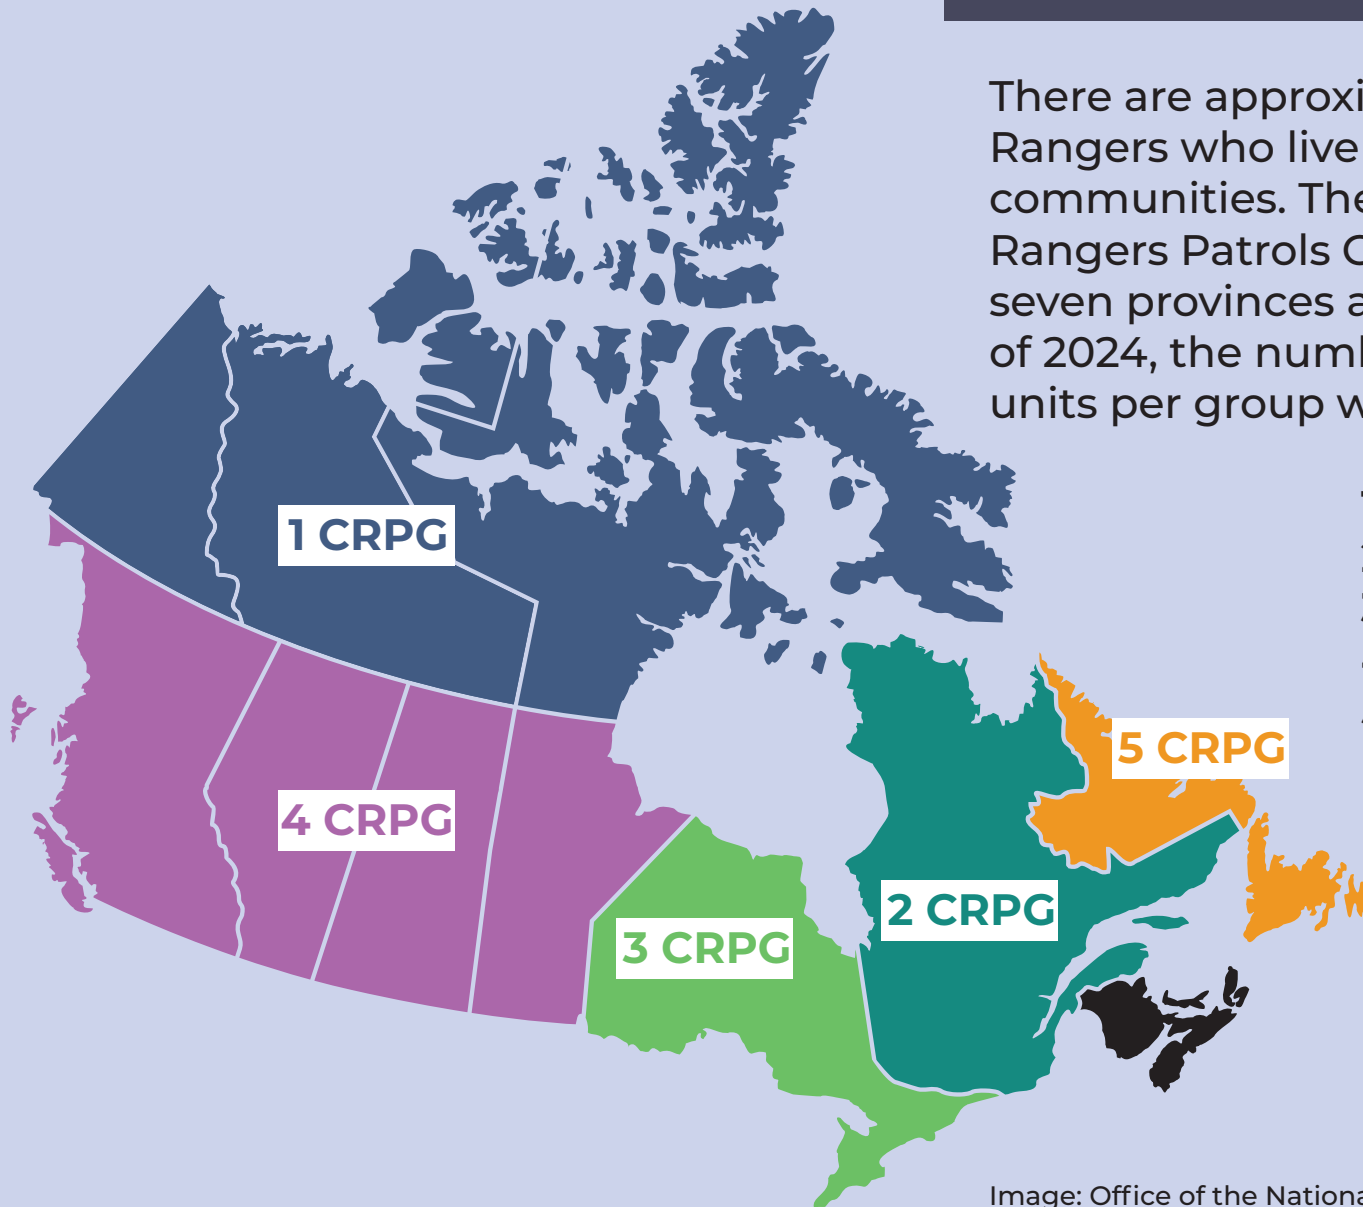 There are approxi
Rangers who live
communities. The
Rangers Patrols
seven provinces a
of 2024, the num
units per group w
1 CRPG
5 CRPG
4 CRPG
2 CRPG
3 CRPG
Image: Office of the Nationa